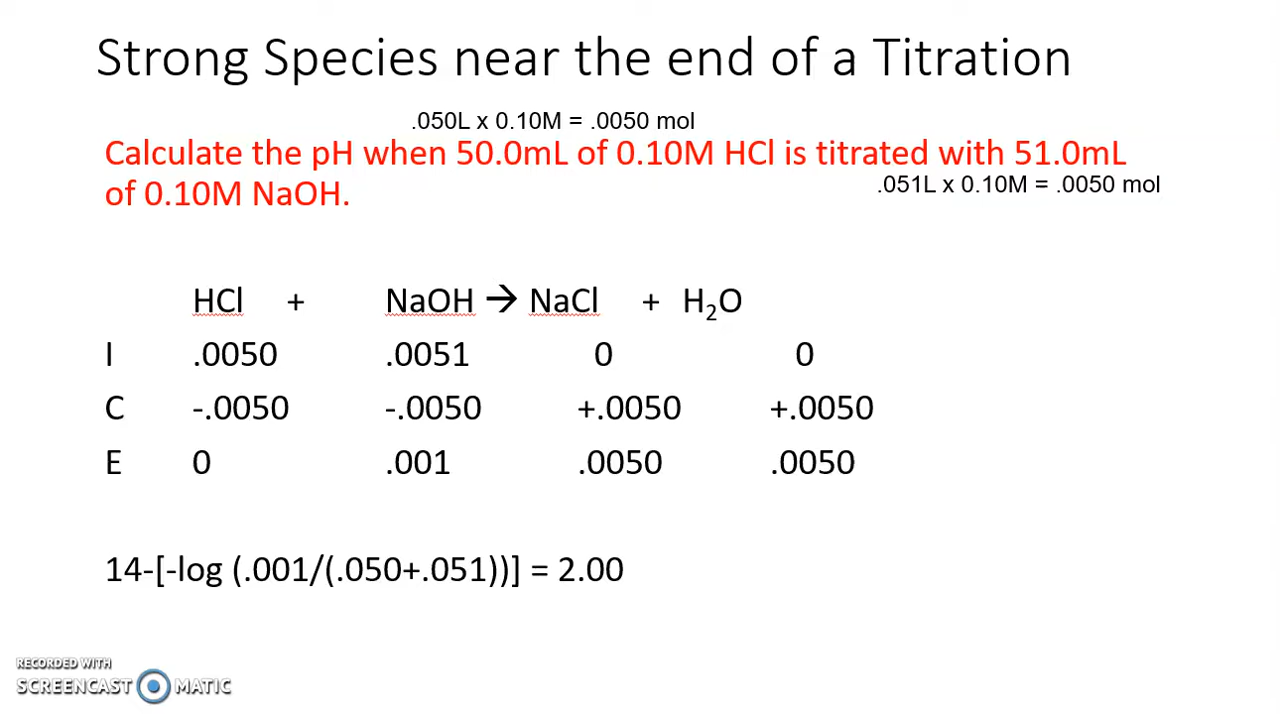 Strong Species near the end of a Titration
.050L x 0.10M = .0050 mol
Calculate the pH when 50.0mL of 0.10M HCl is titrated with 51.0mL
of 0.10M NaOH.
.051L x 0.10M = .0050 mol
HCl + NaOH → NaCl + H₂O
I .0050 .0051 0 0
C -.0050 -.0050 +.0050 +.0050
E 0 .001 .0050 .0050
14-[-log (.001/(.050+.051))] = 2.00
RECORDED WITH
SCREENCAST MATIC